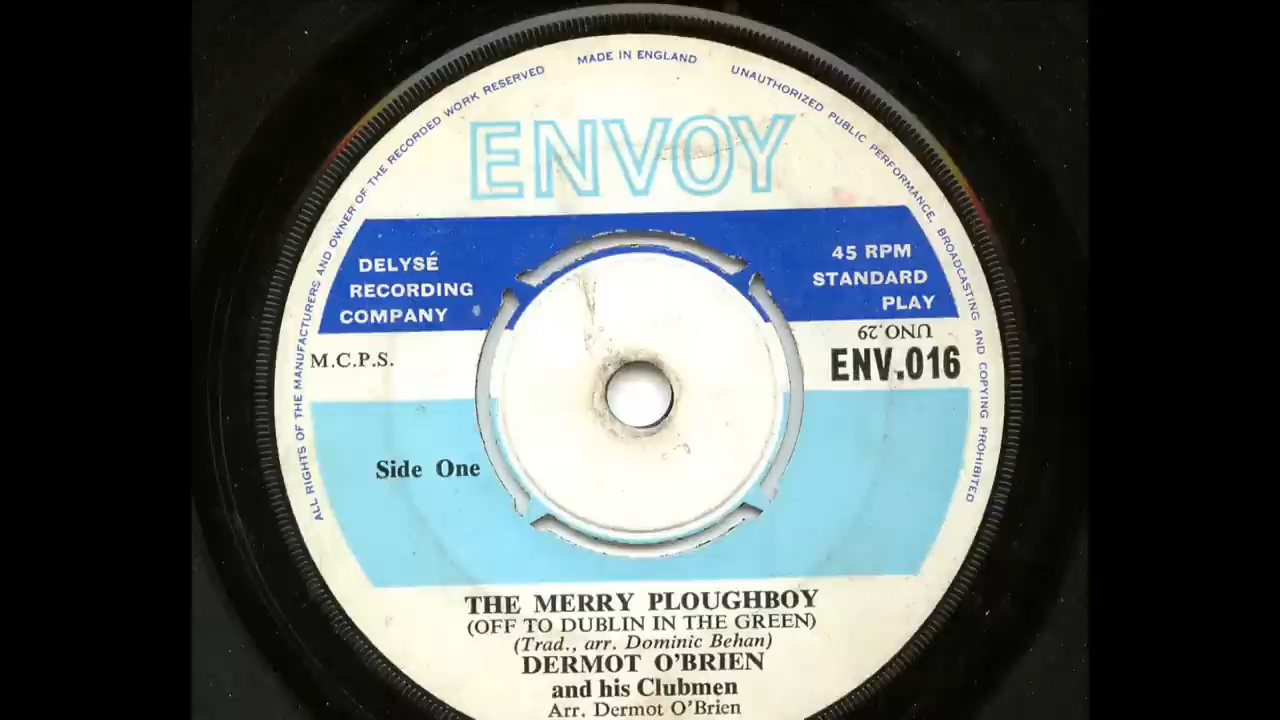 ALL RIGHTS OF THE MANUFACTURERS AND OWNER OF THE RECORDED WORK RESERVED
MADE IN ENGLAND
UNAUTHORIZED PUBLIC PERFORMANCE, BROADCASTING AND COPYING PROHIBITED
ENVOY
DELYSÉ
RECORDING
COMPANY
45 RPM
STANDARD
PLAY
M.C.P.S.
UNO.29
ENV.016
Side One
THE MERRY PLOUGHBOY
(OFF TO DUBLIN IN THE GREEN)
(Trad., arr. Dominic Behan)
DERMOT O'BRIEN
and his Clubmen
Arr. Dermot O'Brien